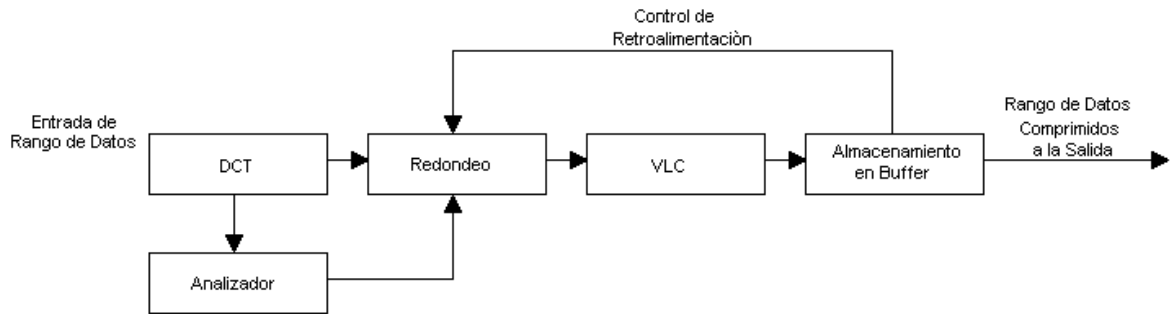 Control de
Retroalimentaciòn
Entrada de
Rango de Datos
DCT
Redondeo
VLC
Almacenamiento
en Buffer
Rango de Datos
Comprimidos
a la Salida
Analizador